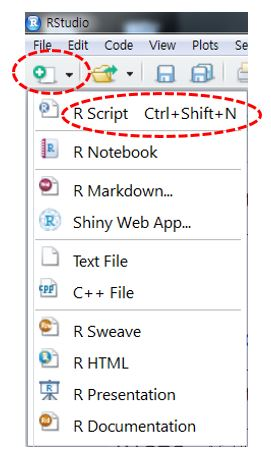 RStudio
File Edit Code View Plots Se
R Script Ctrl+Shift+N
R Notebook
R Markdown...
Shiny Web App...
Text File
C++ File
R Sweave
R HTML
R Presentation
R Documentation